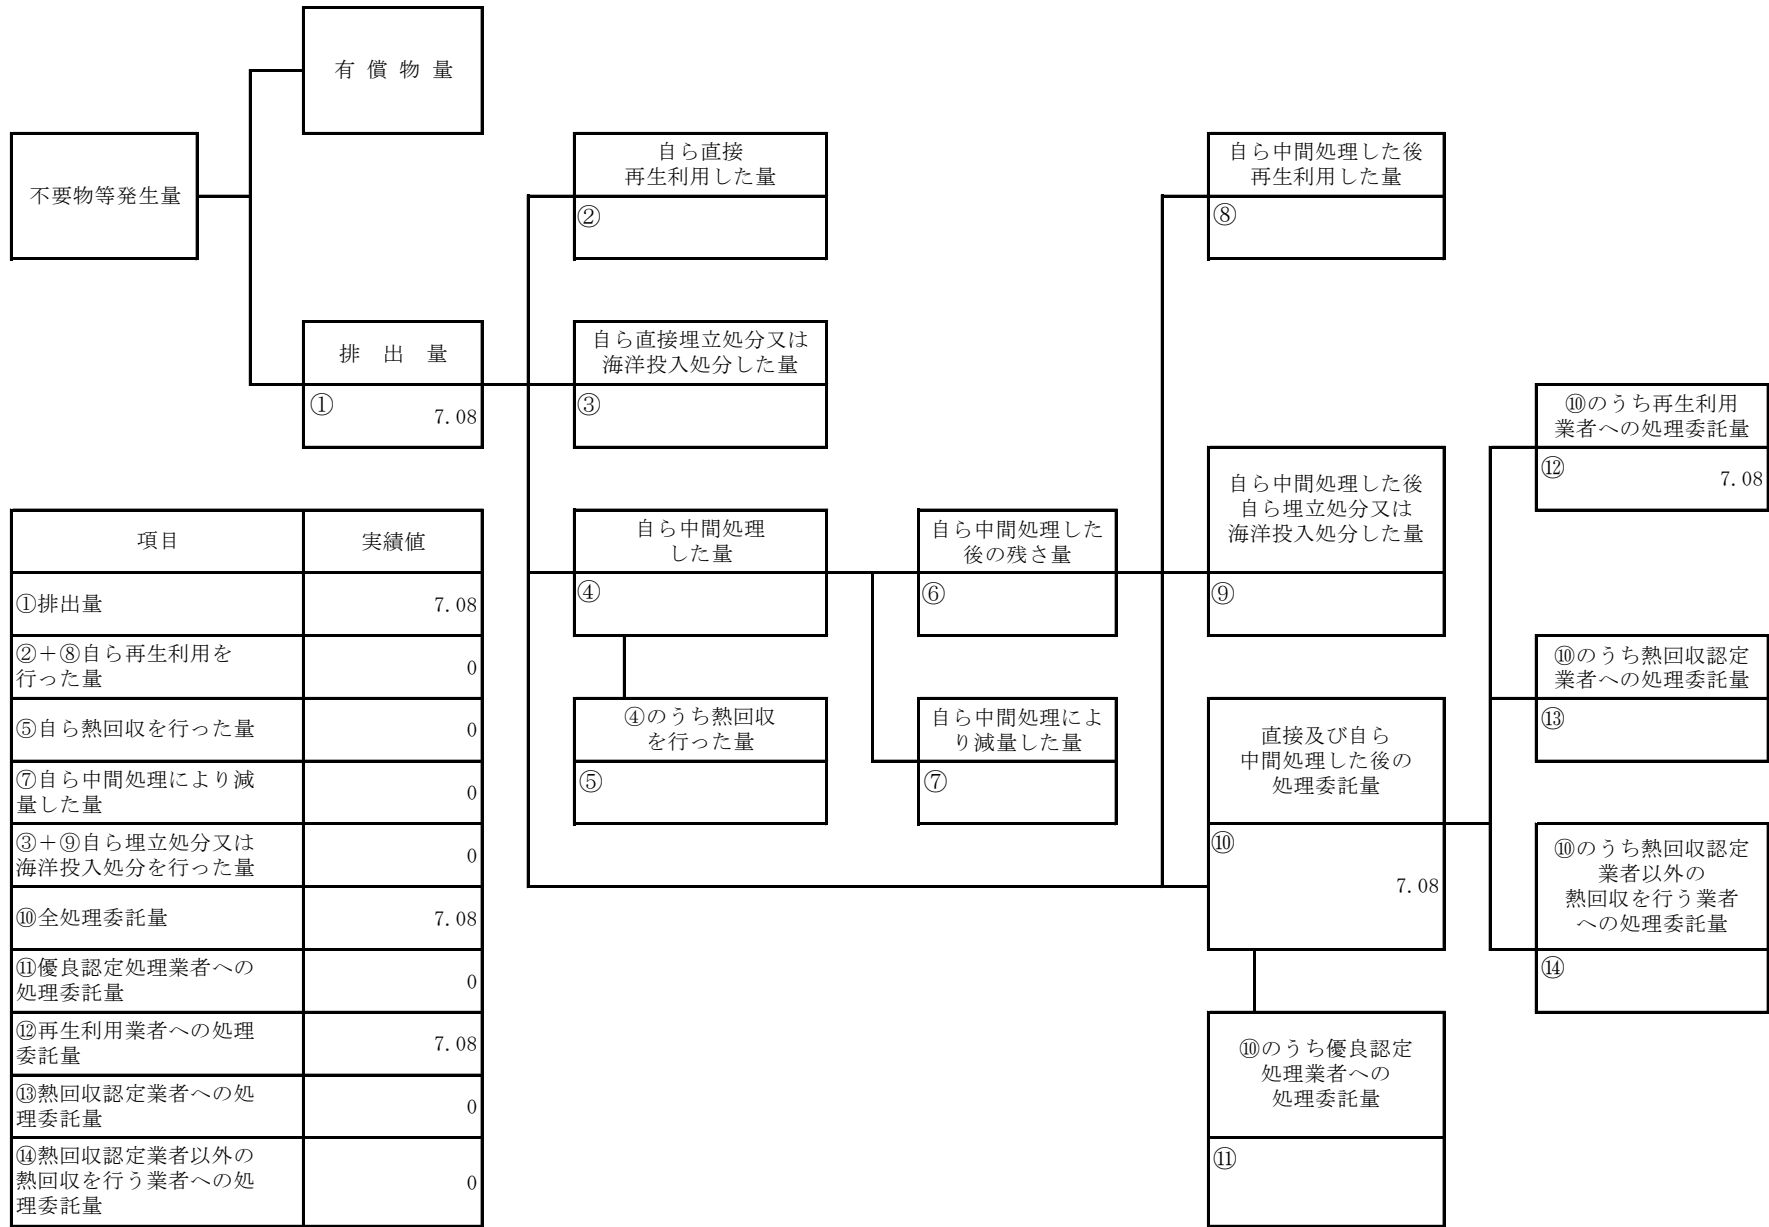 有償物量
不要物等発生量
排出量
①
7.08
自ら直接
再生利用した量
②
自ら直接埋立処分又は
海洋投入処分した量
③
自ら中間処理
した量
④
④のうち熱回収
を行った量
⑤
自ら中間処理した
後の残さ量
⑥
自ら中間処理によ
り減量した量
⑦
自ら中間処理した後
再生利用した量
⑧
自ら中間処理した後
自ら埋立処分又は
海洋投入処分した量
⑨
直接及び自ら
中間処理した後の
処理委託量
⑩
7.08
⑩のうち優良認定
処理業者への
処理委託量
⑪
⑩のうち再生利用
業者への処理委託量
⑫
7.08
⑩のうち熱回収認定
業者への処理委託量
⑬
⑩のうち熱回収認定
業者以外の
熱回収を行う業者
への処理委託量
⑭
項目 実績値
①排出量 7.08
②+⑧自ら再生利用を
行った量 0
⑤自ら熱回収を行った量 0
⑦自ら中間処理により減
量した量 0
③+⑨自ら埋立処分又は
海洋投入処分を行った量 0
⑩全処理委託量 7.08
⑪優良認定処理業者への
処理委託量 0
⑫再生利用業者への処理
委託量 7.08
⑬熱回収認定業者への処
理委託量 0
⑭熱回収認定業者以外の
熱回収を行う業者への処
理委託量 0